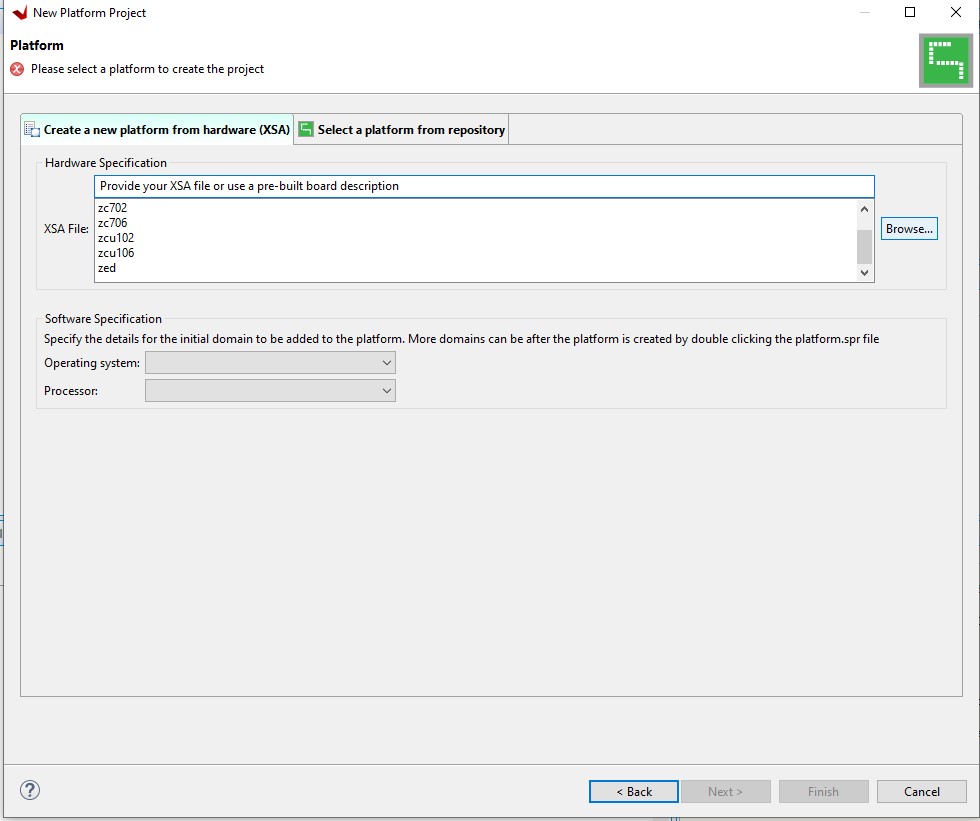 New Platform Project
Platform
Please select a platform to create the project
Create a new platform from hardware (XSA)
Select a platform from repository
Hardware Specification
Provide your XSA file or use a pre-built board description
XSA File:
zc702
zc706
zcu102
zcu106
zed
Browse...
Software Specification
Specify the details for the initial domain to be added to the platform. More domains can be after the platform is created by double clicking the platform.spr file
Operating system:
Processor:
< Back
Next >
Finish
Cancel